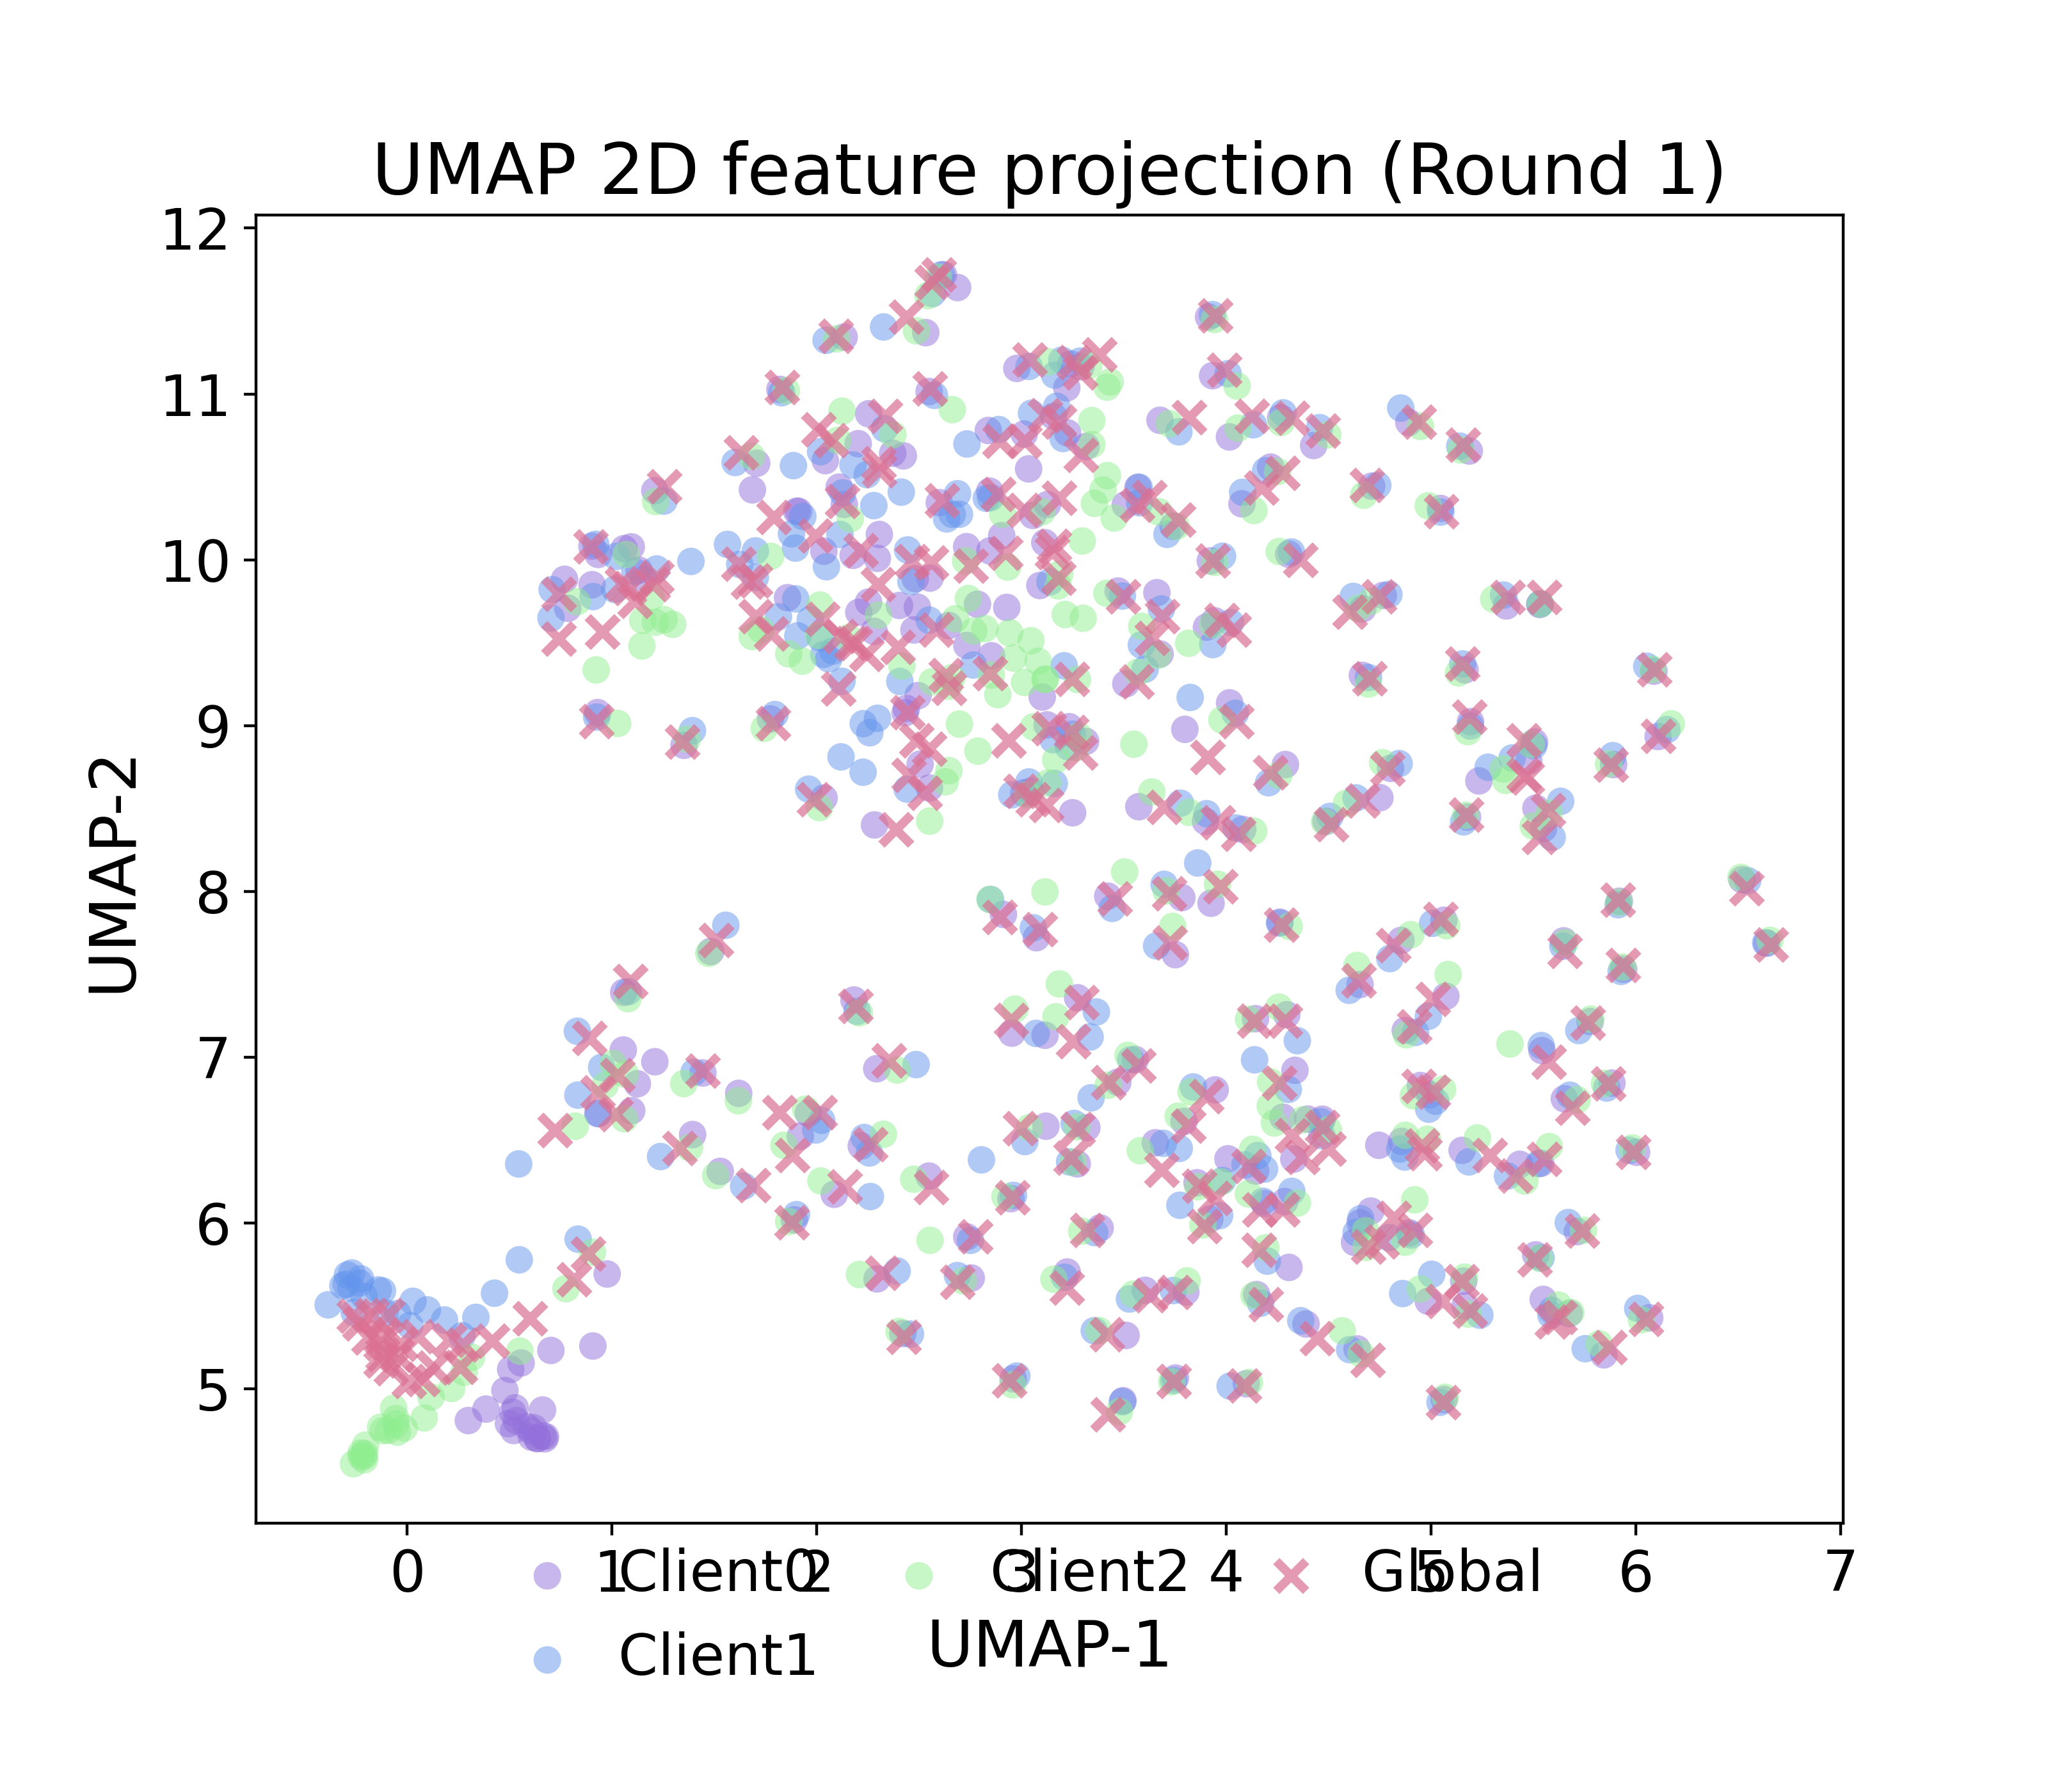 UMAP 2D feature projection (Round 1)
12
11
10
9
8
7
6
5
UMAP-2
0 1 2 3 4 5 6 7
Client0 Client2 Global
UMAP-1
Client1